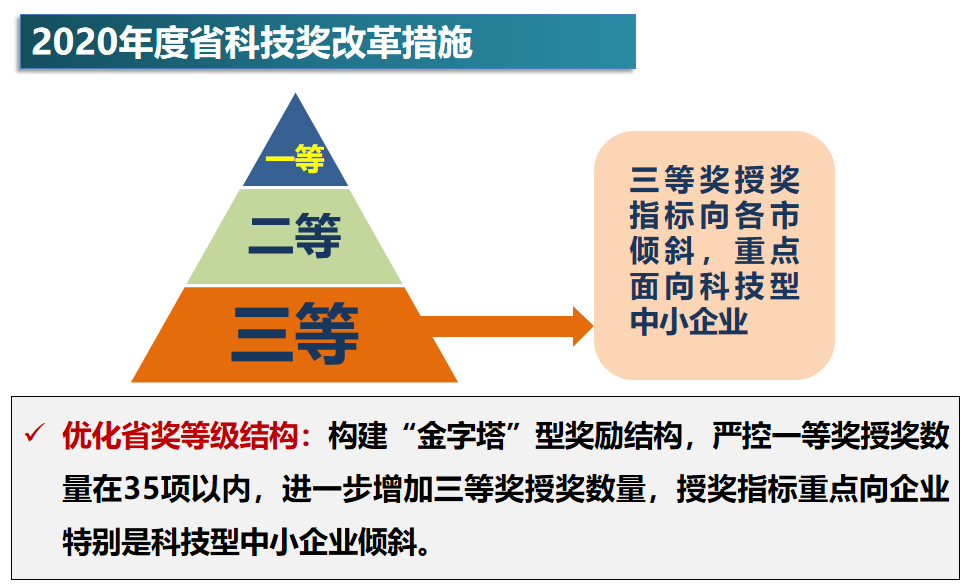 2020年度省科技奖改革措施
一等
二等
三等
三等奖授奖
指标向各市
倾斜，重点
面向科技型
中小企业
✓ 优化省奖等级结构：构建“金字塔”型奖励结构，严控一等奖授奖数
量在35项以内，进一步增加三等奖授奖数量，授奖指标重点向企业
特别是科技型中小企业倾斜。